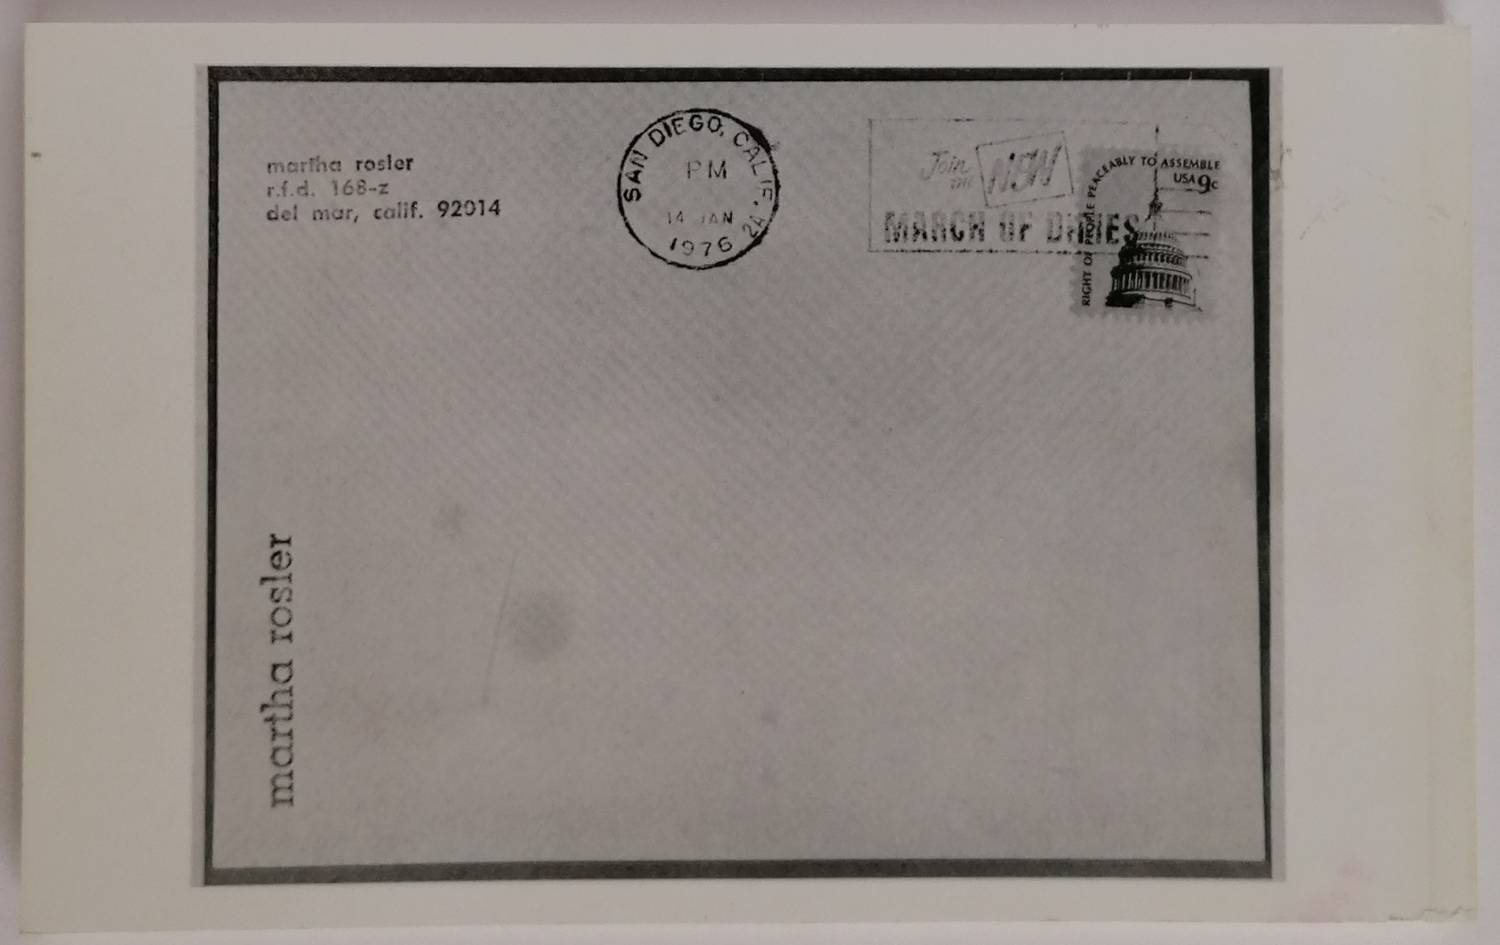 martha rosler
r.f.d. 168-z
del mar, calif. 92014
SAN DIEGO, CALIF. 2A
PM
14 JAN
1976
Join
THE NEW
MARCH OF DIMES
RIGHT OF PEOPLE PEACEABLY TO ASSEMBLE
USA 9c
martha rosler